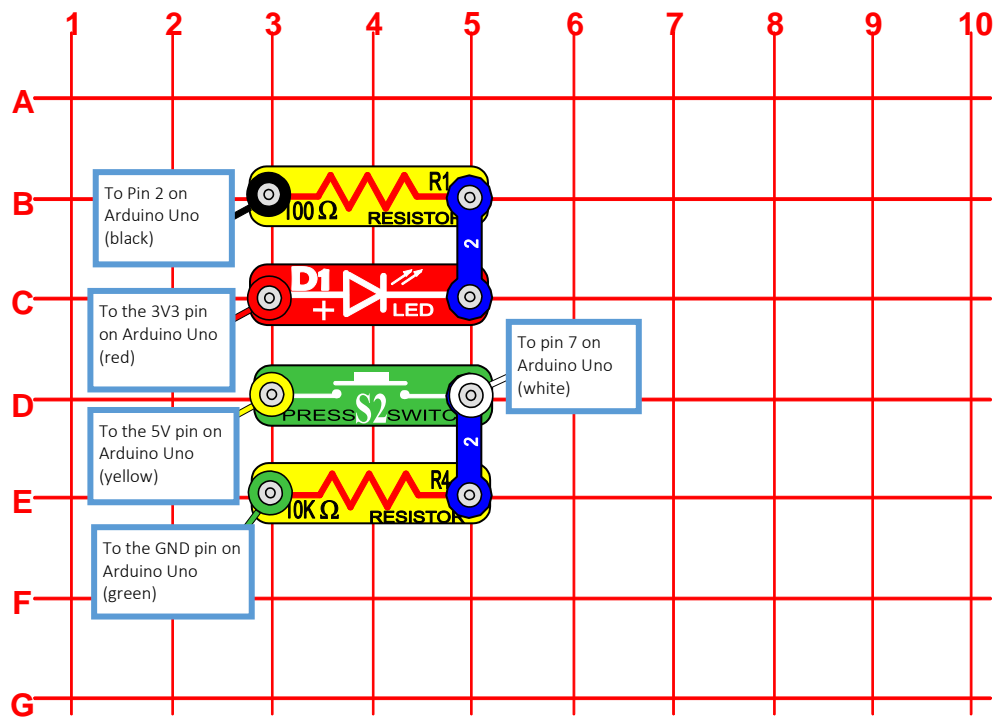 1 2 3 4 5 6 7 8 9 10
A
B
C
D
E
F
G
To Pin 2 on
Arduino Uno
(black)
R1
100 Ω
RESISTOR
2
To the 3V3 pin
on Arduino Uno
(red)
D1
+
LED
To pin 7 on
Arduino Uno
(white)
To the 5V pin on
Arduino Uno
(yellow)
PRESS S2 SWITC
2
To the GND pin on
Arduino Uno
(green)
R4
10K Ω
RESISTOR